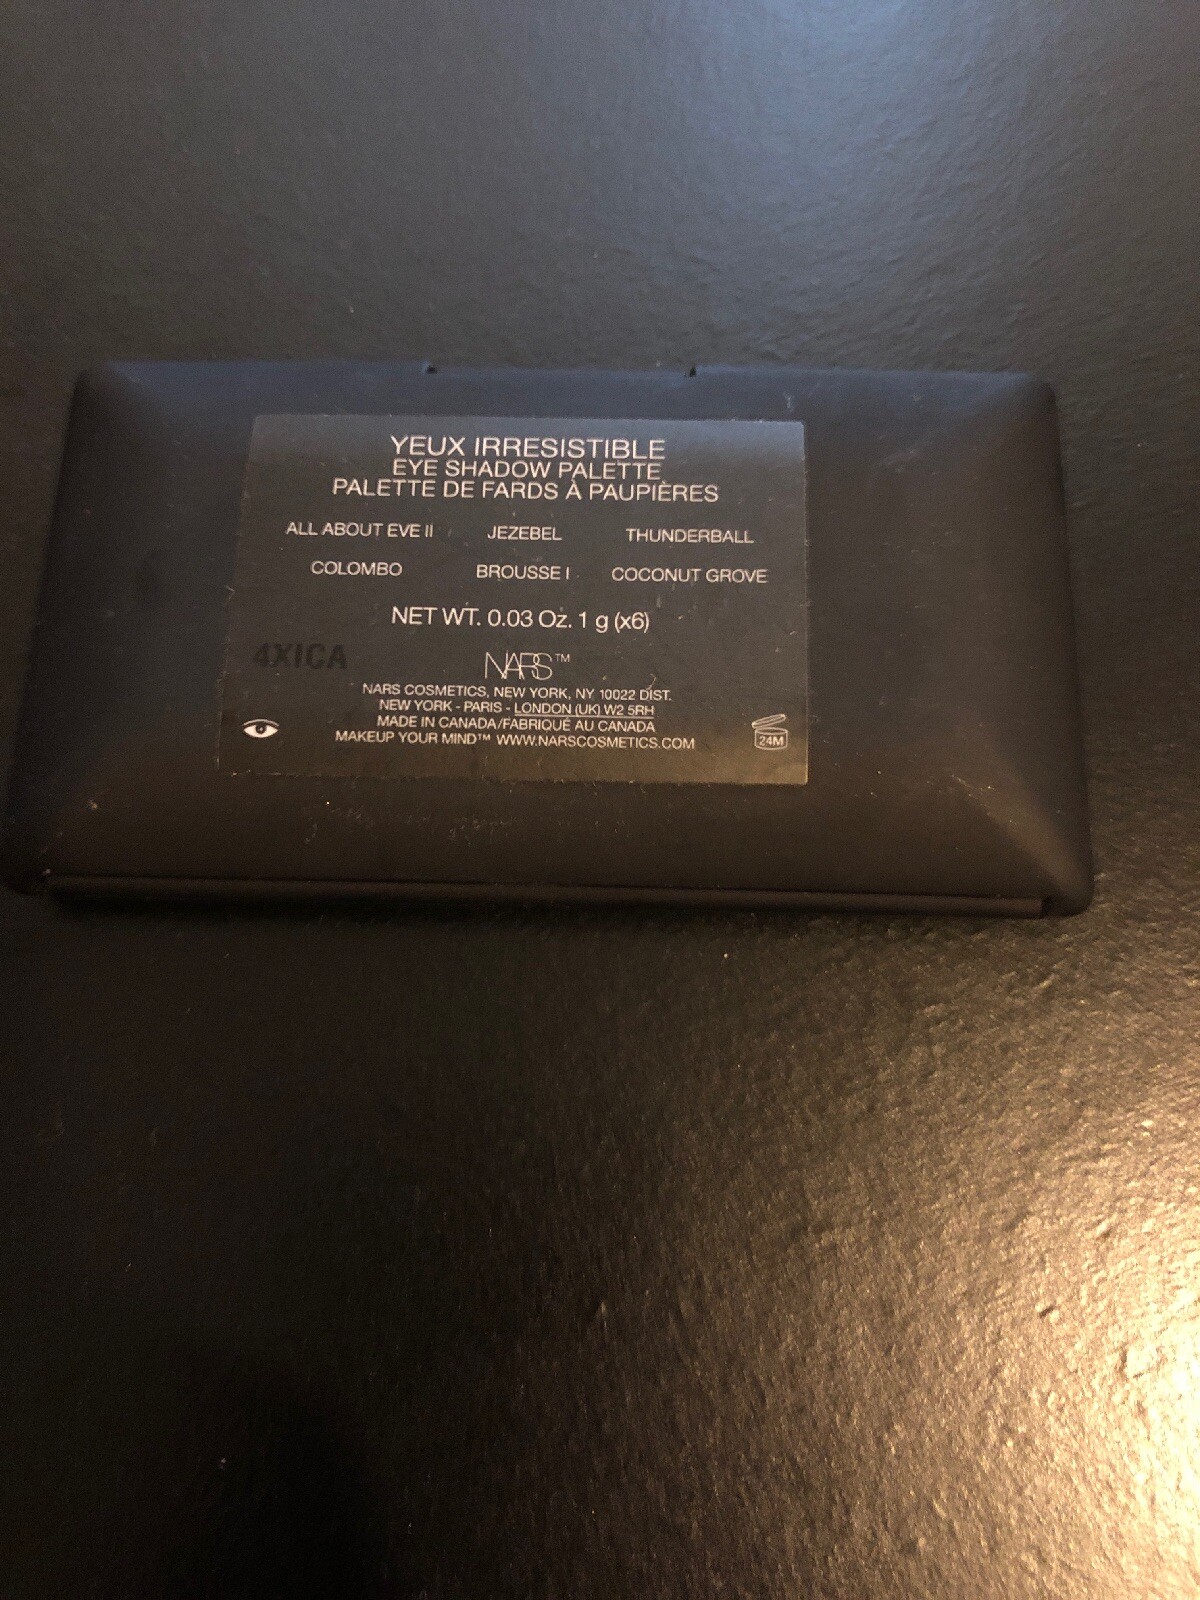 YEUX IRRESISTIBLE
EYE SHADOW PALETTE
PALETTE DE FARDS À PAUPIÈRES
ALL ABOUT EVE II JEZEBEL THUNDERBALL
COLOMBO BROUSSE I COCONUT GROVE
NET WT. 0.03 Oz. 1 g (x6)
4XICA
NARS™
NARS COSMETICS, NEW YORK, NY 10022 DIST.
NEW YORK - PARIS - LONDON (UK) W2 5RH
MADE IN CANADA/FABRIQUÉ AU CANADA
MAKEUP YOUR MIND™ WWW.NARSCOSMETICS.COM
24M